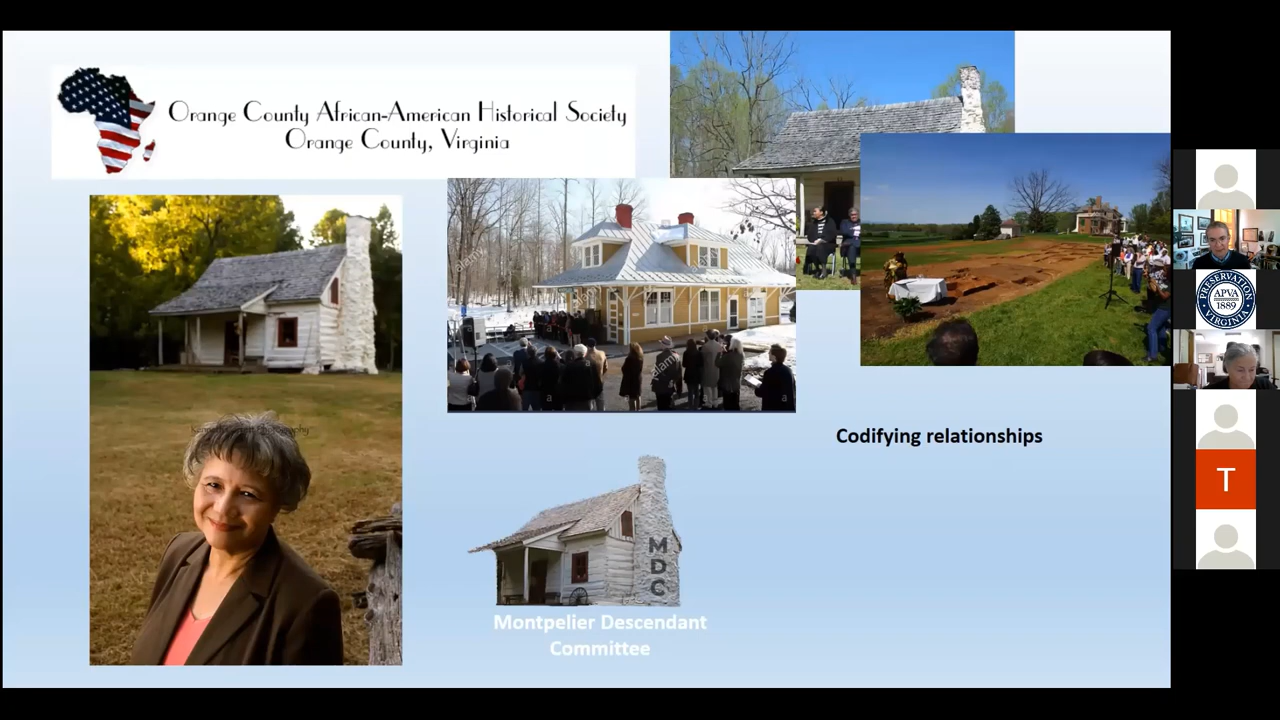 Orange County African-American Historical Society
Orange County, Virginia
alamy
a
a
a
Codifying relationships
MDC
Montpelier Descendant
Committee
PRESERVATION
APVA
1889
VIRGINIA
T